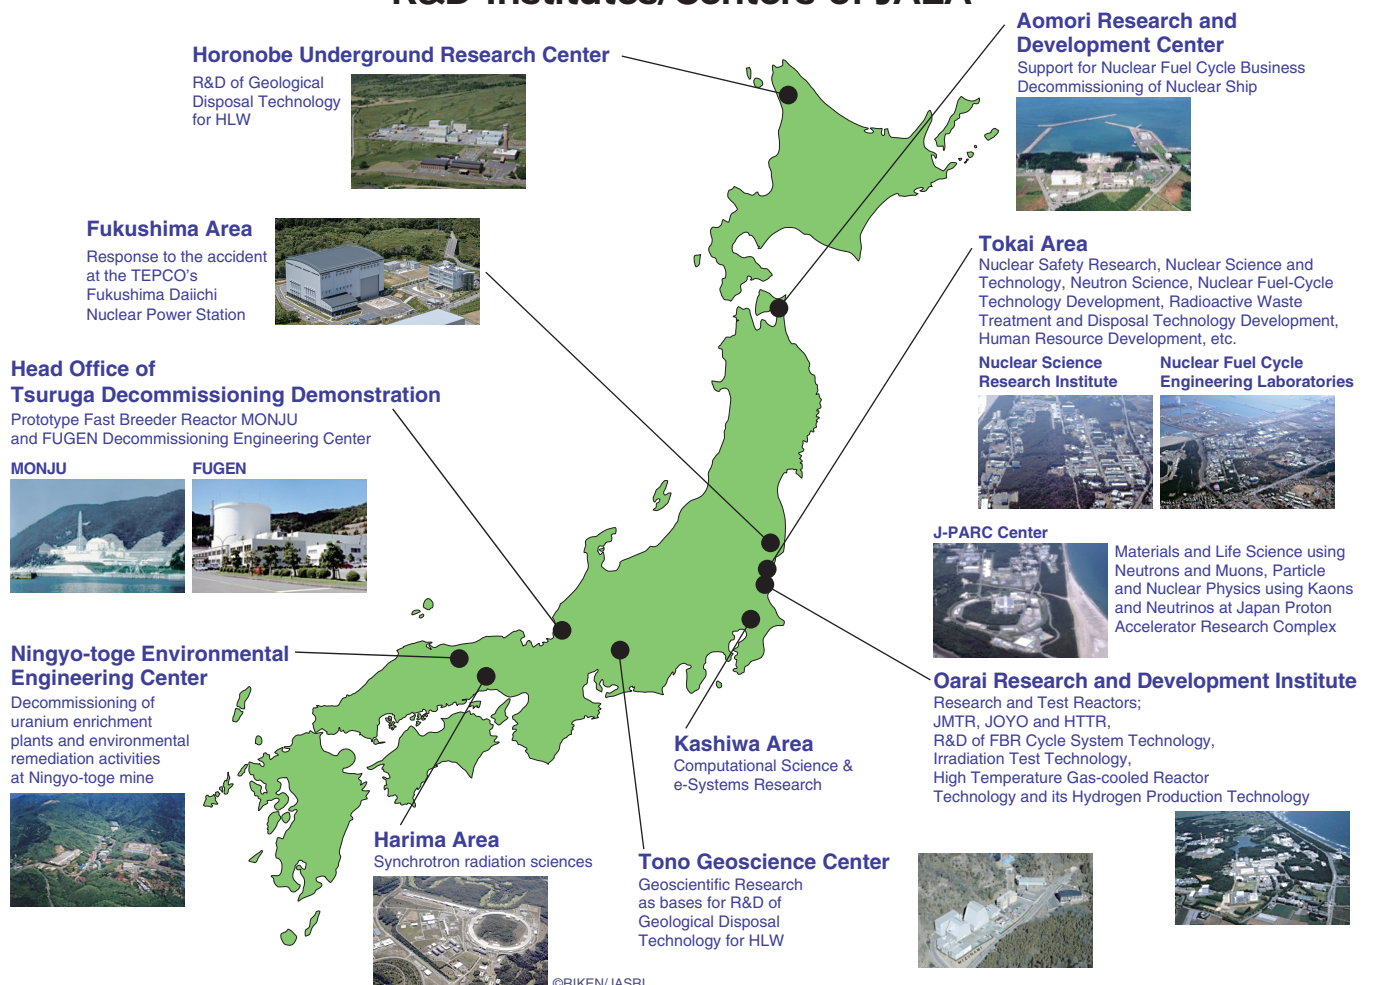 R&D Institutes/Centers of JAEA
Horonobe Underground Research Center
R&D of Geological
Disposal Technology
for HLW
Aomori Research and
Development Center
Support for Nuclear Fuel Cycle Business
Decommissioning of Nuclear Ship
Fukushima Area
Response to the accident
at the TEPCO's
Fukushima Daiichi
Nuclear Power Station
Tokai Area
Nuclear Safety Research, Nuclear Science and
Technology, Neutron Science, Nuclear Fuel-Cycle
Technology Development, Radioactive Waste
Treatment and Disposal Technology Development,
Human Resource Development, etc.
Nuclear Science
Research Institute
Nuclear Fuel Cycle
Engineering Laboratories
Head Office of
Tsuruga Decommissioning Demonstration
Prototype Fast Breeder Reactor MONJU
and FUGEN Decommissioning Engineering Center
MONJU
FUGEN
J-PARC Center
Materials and Life Science using
Neutrons and Muons, Particle
and Nuclear Physics using Kaons
and Neutrinos at Japan Proton
Accelerator Research Complex
Ningyo-toge Environmental
Engineering Center
Decommissioning of
uranium enrichment
plants and environmental
remediation activities
at Ningyo-toge mine
Oarai Research and Development Institute
Research and Test Reactors;
JMTR, JOYO and HTTR,
R&D of FBR Cycle System Technology,
Irradiation Test Technology,
High Temperature Gas-cooled Reactor
Technology and its Hydrogen Production Technology
Kashiwa Area
Computational Science &
e-Systems Research
Harima Area
Synchrotron radiation sciences
Tono Geoscience Center
Geoscientific Research
as bases for R&D of
Geological Disposal
Technology for HLW
©RIKEN/JASRI